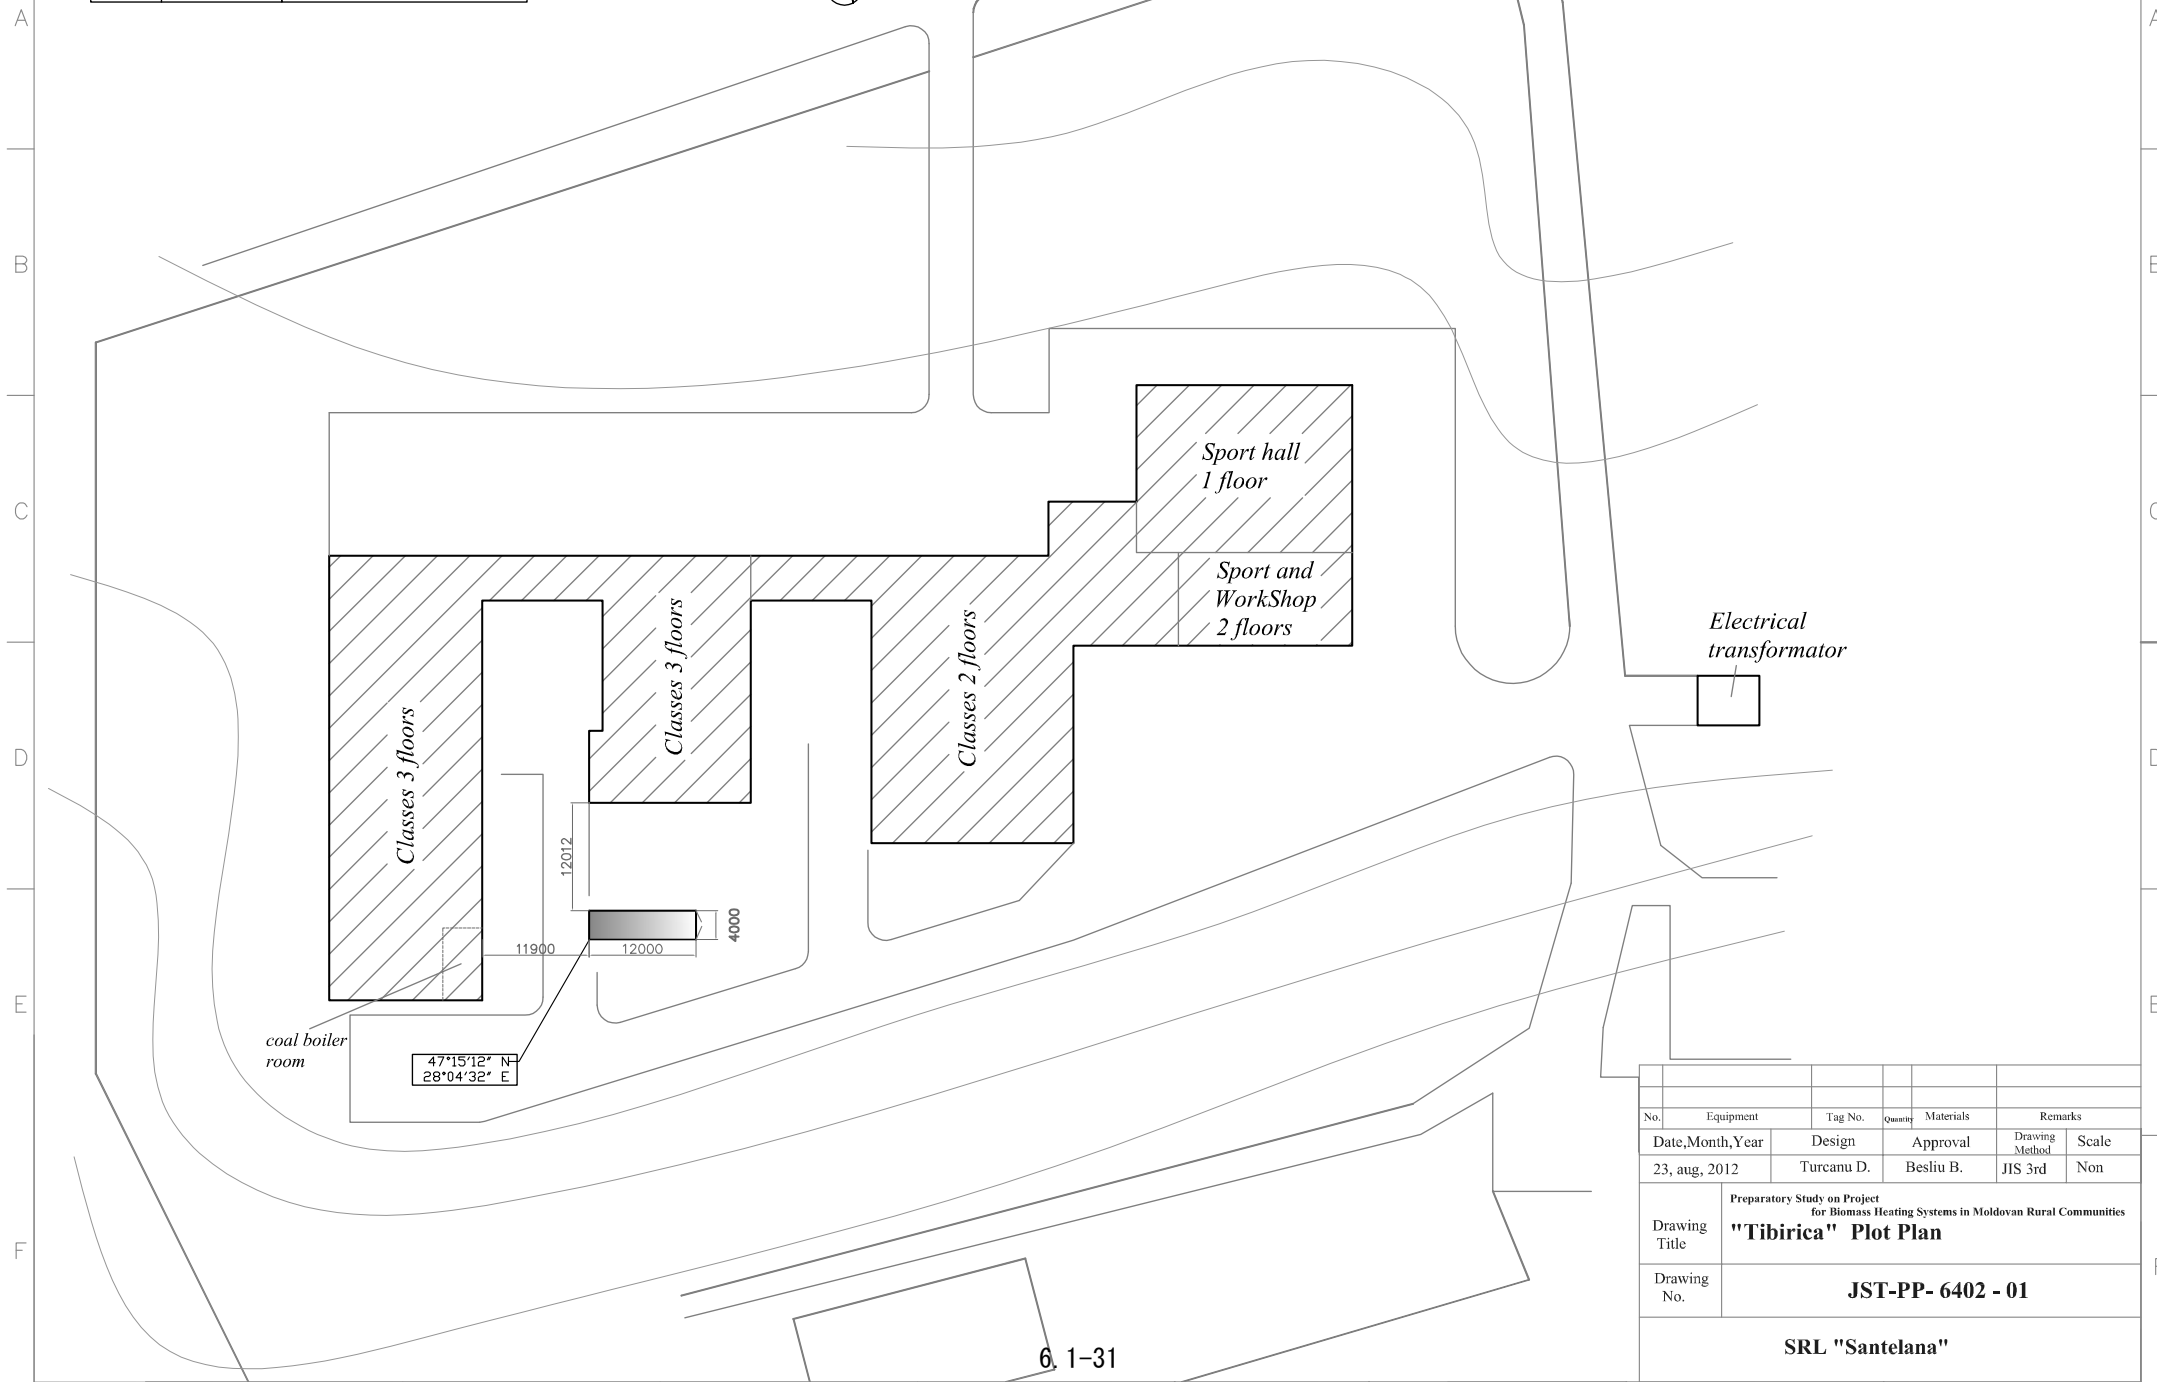 A
B
C
D
E
F
Sport hall
1 floor
Sport and
WorkShop
2 floors
Classes 3 floors
Classes 3 floors
Classes 2 floors
Electrical
transformator
12012
11900
12000
4000
coal boiler
room
47°15'12" N
28°04'32" E
No. Equipment Tag No. Quantity Materials Remarks
Date,Month,Year Design Approval Drawing Method Scale
23, aug, 2012 Turcanu D. Besliu B. JIS 3rd Non
Drawing
Title
Preparatory Study on Project
for Biomass Heating Systems in Moldovan Rural Communities
"Tibirica" Plot Plan
Drawing
No.
JST-PP- 6402 - 01
SRL "Santelana"
6.1-31